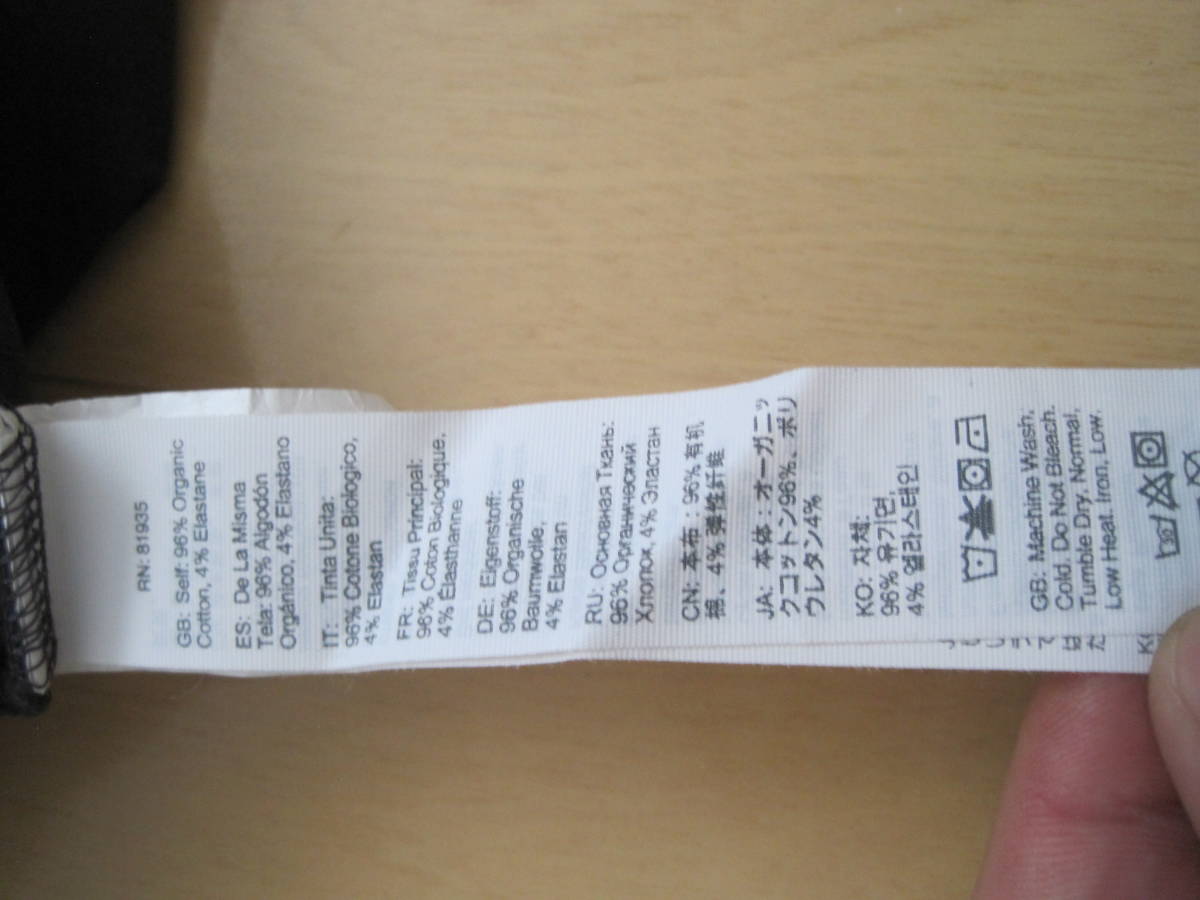 RN: 81935
GB: Self: 96% Organic
Cotton, 4% Elastane
ES: De La Misma
Tela: 96% Algodón
Orgánico, 4% Elastano
IT: Tinta Unita:
96% Cotone Biologico,
4% Elastan
FR: Tissu Principal:
96% Coton Biologique,
4% Élasthanne
DE: Eigenstoff:
96% Organische
Baumwolle,
4% Elastan
RU: Основная Ткань:
96% Органический
Хлопок, 4% Эластан
CN: 本布：96% 有机
棉、4% 弹性纤维
JA: 本体：オーガニッ
クコットン96%、ポリ
ウレタン4%
KO: 자체:
96% 유기면,
4% 엘라스테인
GB: Machine Wash,
Cold. Do Not Bleach.
Tumble Dry, Normal,
Low Heat. Iron, Low.